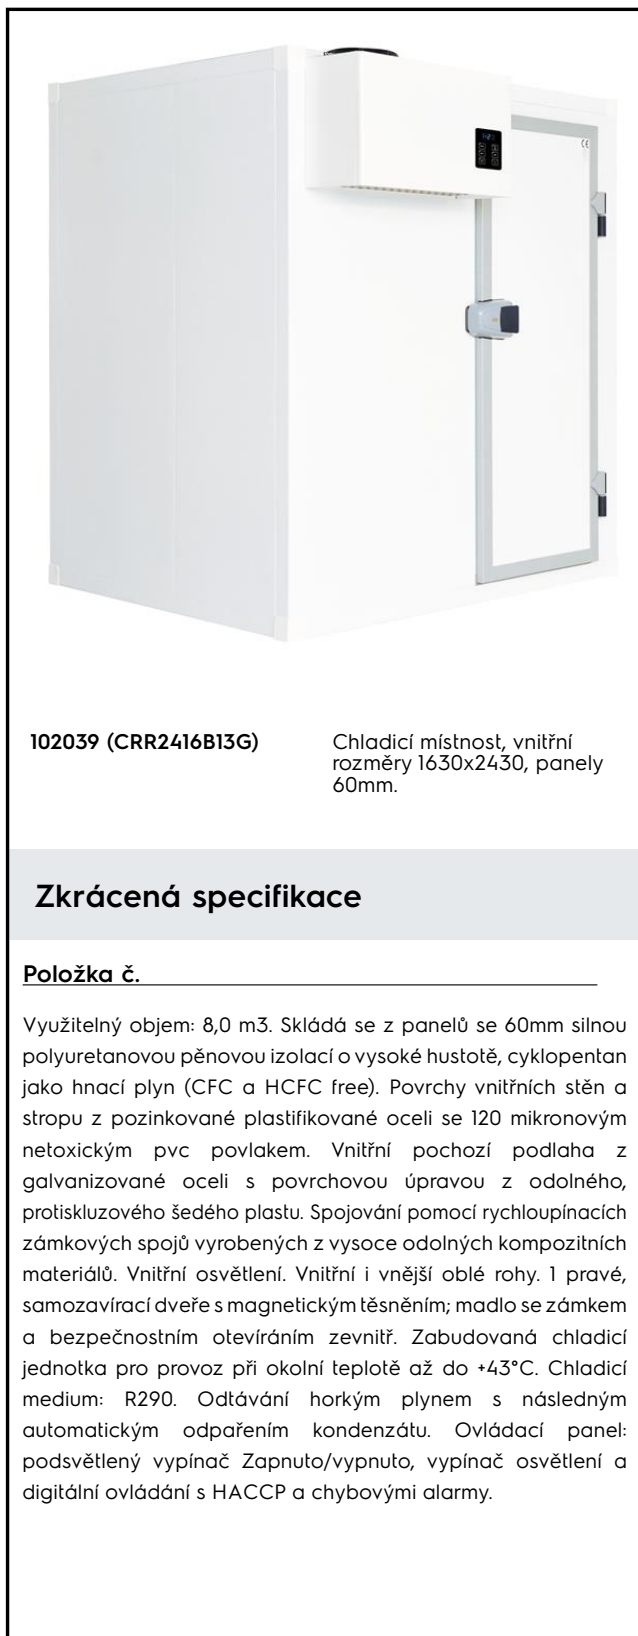 102039 (CRR2416B13G)
Chladicí místnost, vnitřní
rozměry 1630x2430, panely
60mm.
Zkrácená specifikace
Položka č.
Využitelný objem: 8,0 m3. Skládá se z panelů se 60mm silnou
polyuretanovou pěnovou izolací o vysoké hustotě, cyklopentan
jako hnací plyn (CFC a HCFC free). Povrchy vnitřních stěn a
stropu z pozinkované plastifikované oceli se 120 mikronovým
netoxickým pvc povlakem. Vnitřní pochozí podlaha z
galvanizované oceli s povrchovou úpravou z odolného,
protiskluzového šedého plastu. Spojování pomocí rychloupínacích
zámkových spojů vyrobených z vysoce odolných kompozitních
materiálů. Vnitřní osvětlení. Vnitřní i vnější oblé rohy. 1 pravé,
samozavírací dveře s magnetickým těsněním; madlo se zámkem
a bezpečnostním otevíráním zevnitř. Zabudovaná chladicí
jednotka pro provoz při okolní teplotě až do +43°C. Chladicí
medium: R290. Odtávání horkým plynem s následným
automatickým odpařením kondenzátu. Ovládací panel:
podsvětlený vypínač Zapnuto/vypnuto, vypínač osvětlení a
digitální ovládání s HACCP a chybovými alarmy.